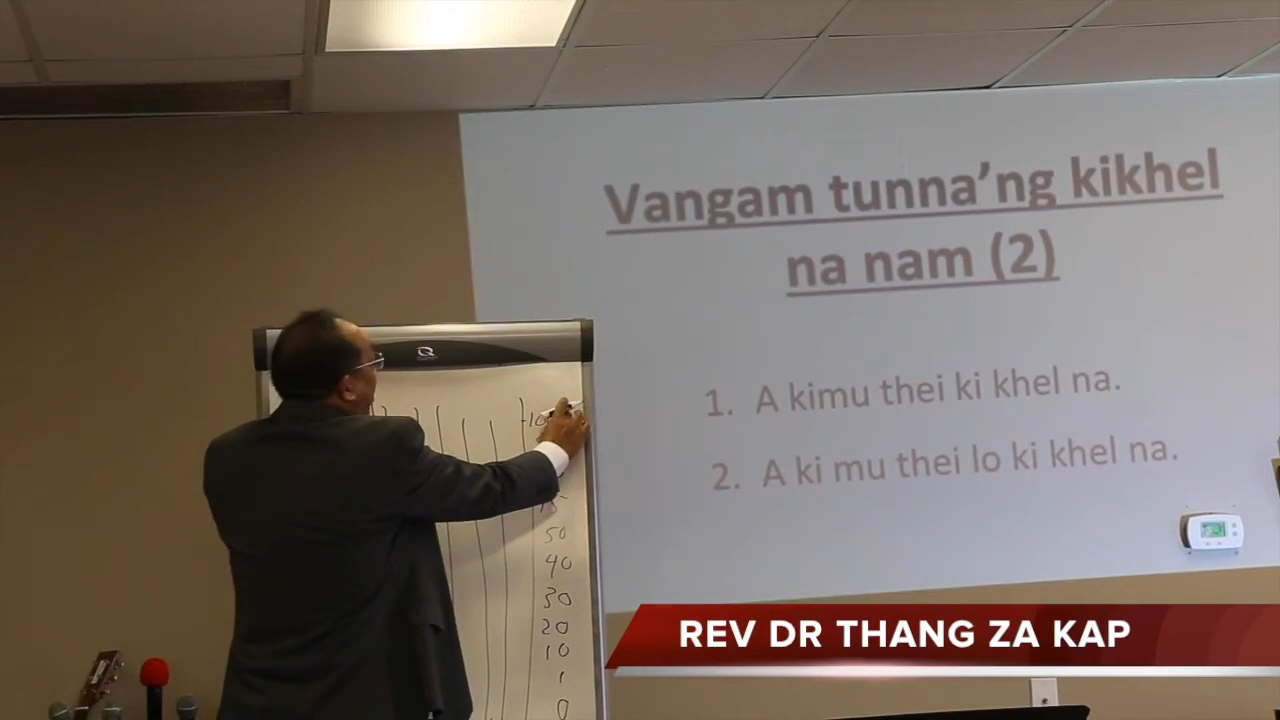 Vangam tunna’ng kikhel
na nam (2)
1. A kimu thei ki khel na.
2. A ki mu thei lo ki khel na.
50
40
30
20
10
1
0
REV DR THANG ZA KAP